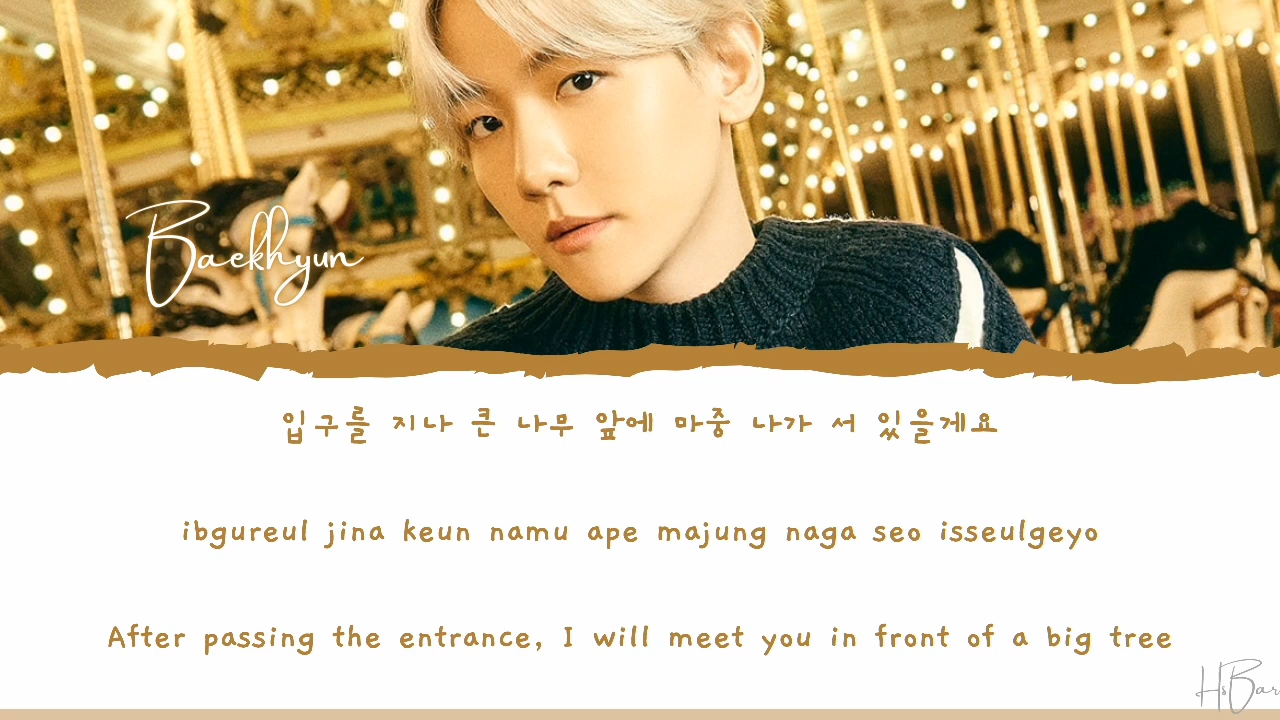 Baekhyun
입구를 지나 큰 나무 앞에 마중 나가 서 있을게요
ibgureul jina keun namu ape majung naga seo isseulgeyo
After passing the entrance, I will meet you in front of a big tree
HsBar